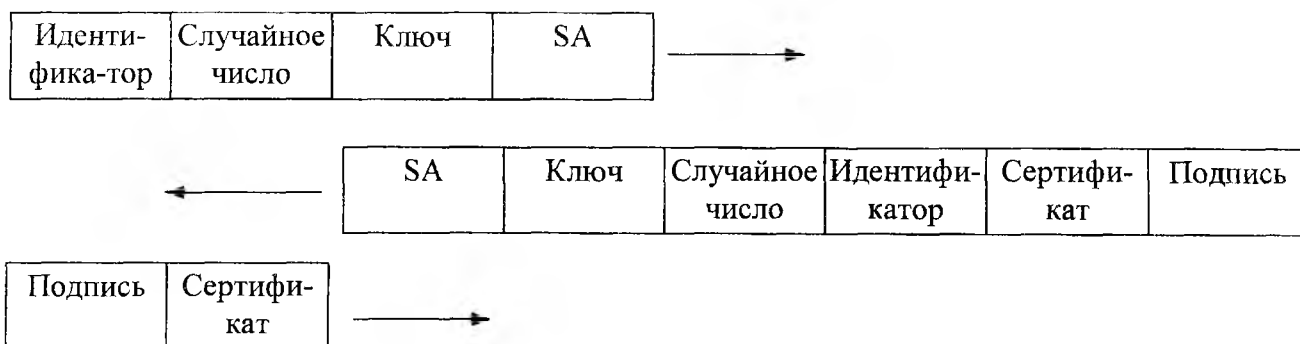 Иденти- Случайное Ключ SA
фика-тор число
SA Ключ Случайное Идентифи- Сертифи- Подпись
число катор кат
Подпись Сертифи-
кат